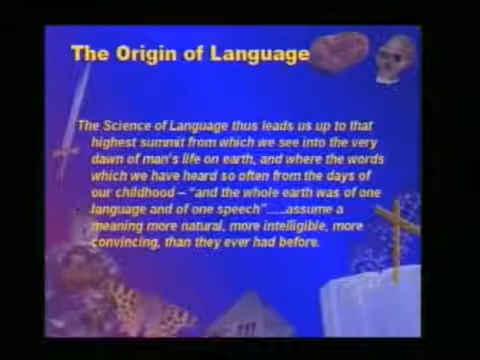 The Origin of Language
The Science of Language thus leads us up to that
highest summit from which we see into the very
dawn of man's life on earth, and where the words
which we have heard so often from the days of
our childhood – "and the whole earth was of one
language and of one speech".....assume a
meaning more natural, more intelligible, more
convincing, than they ever had before.